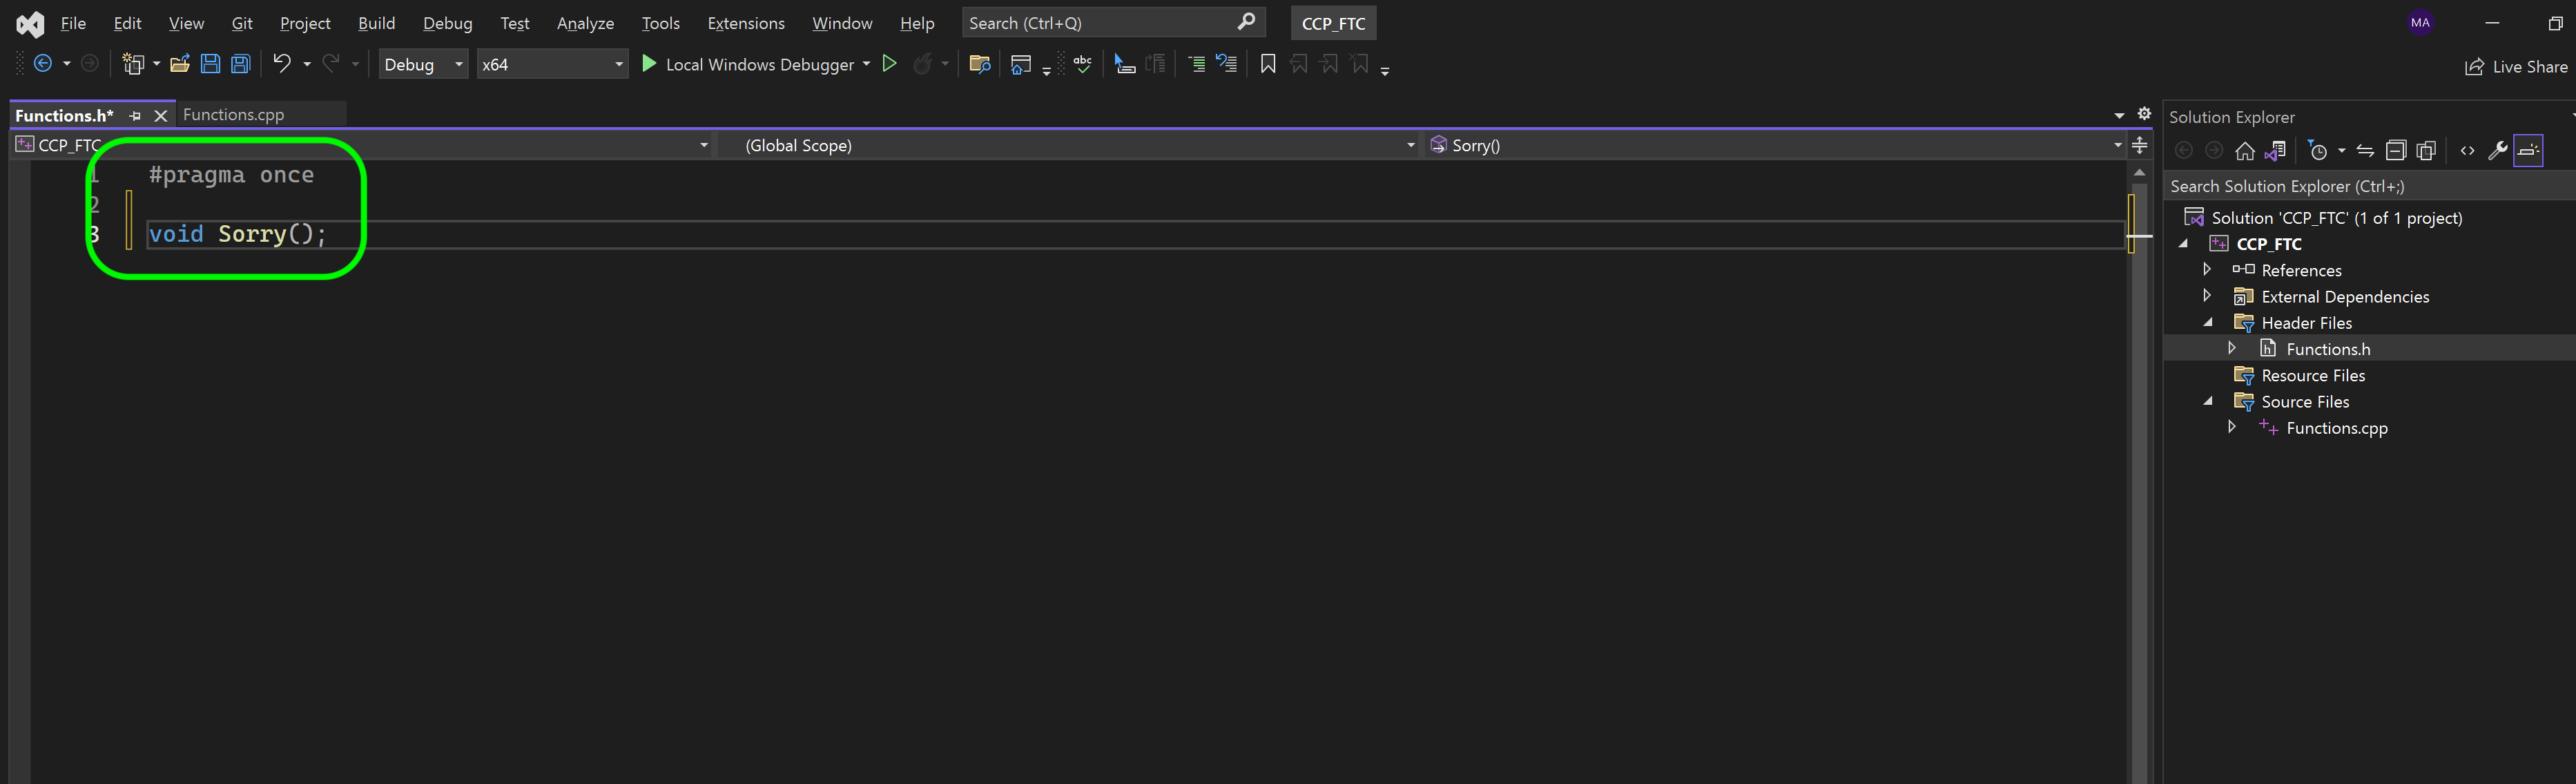 File Edit View Git Project Build Debug Test Analyze Tools Extensions Window Help Search (Ctrl+Q) CCP_FTC MA
Debug x64 Local Windows Debugger abc Live Share
Functions.h* Functions.cpp
CCP_FTC (Global Scope) Sorry()
1 #pragma once
2
3 void Sorry();
Solution Explorer
Search Solution Explorer (Ctrl+;)
Solution 'CCP_FTC' (1 of 1 project)
CCP_FTC
References
External Dependencies
Header Files
Functions.h
Resource Files
Source Files
Functions.cpp